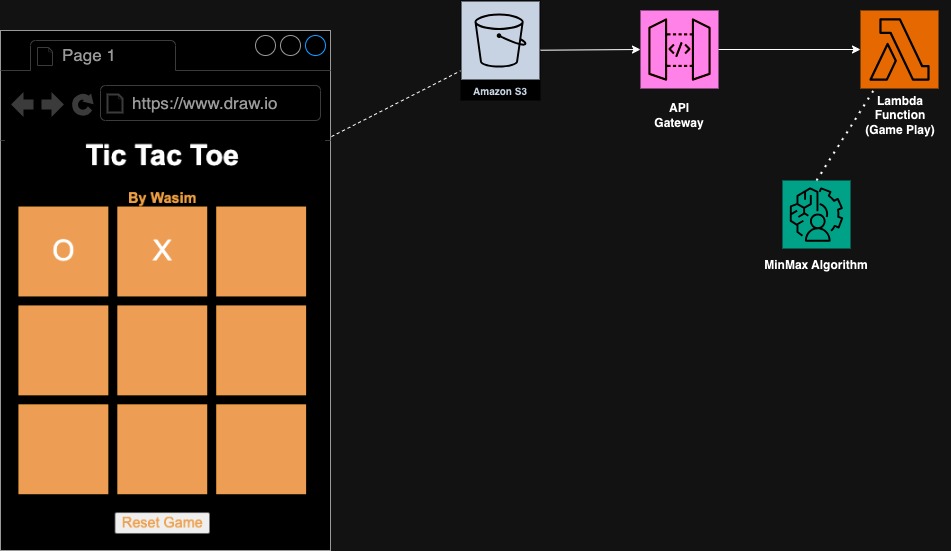 Page 1
https://www.draw.io
Tic Tac Toe
By Wasim
O X
Reset Game
Amazon S3
</>
API
Gateway
Lambda
Function
(Game Play)
MinMax Algorithm